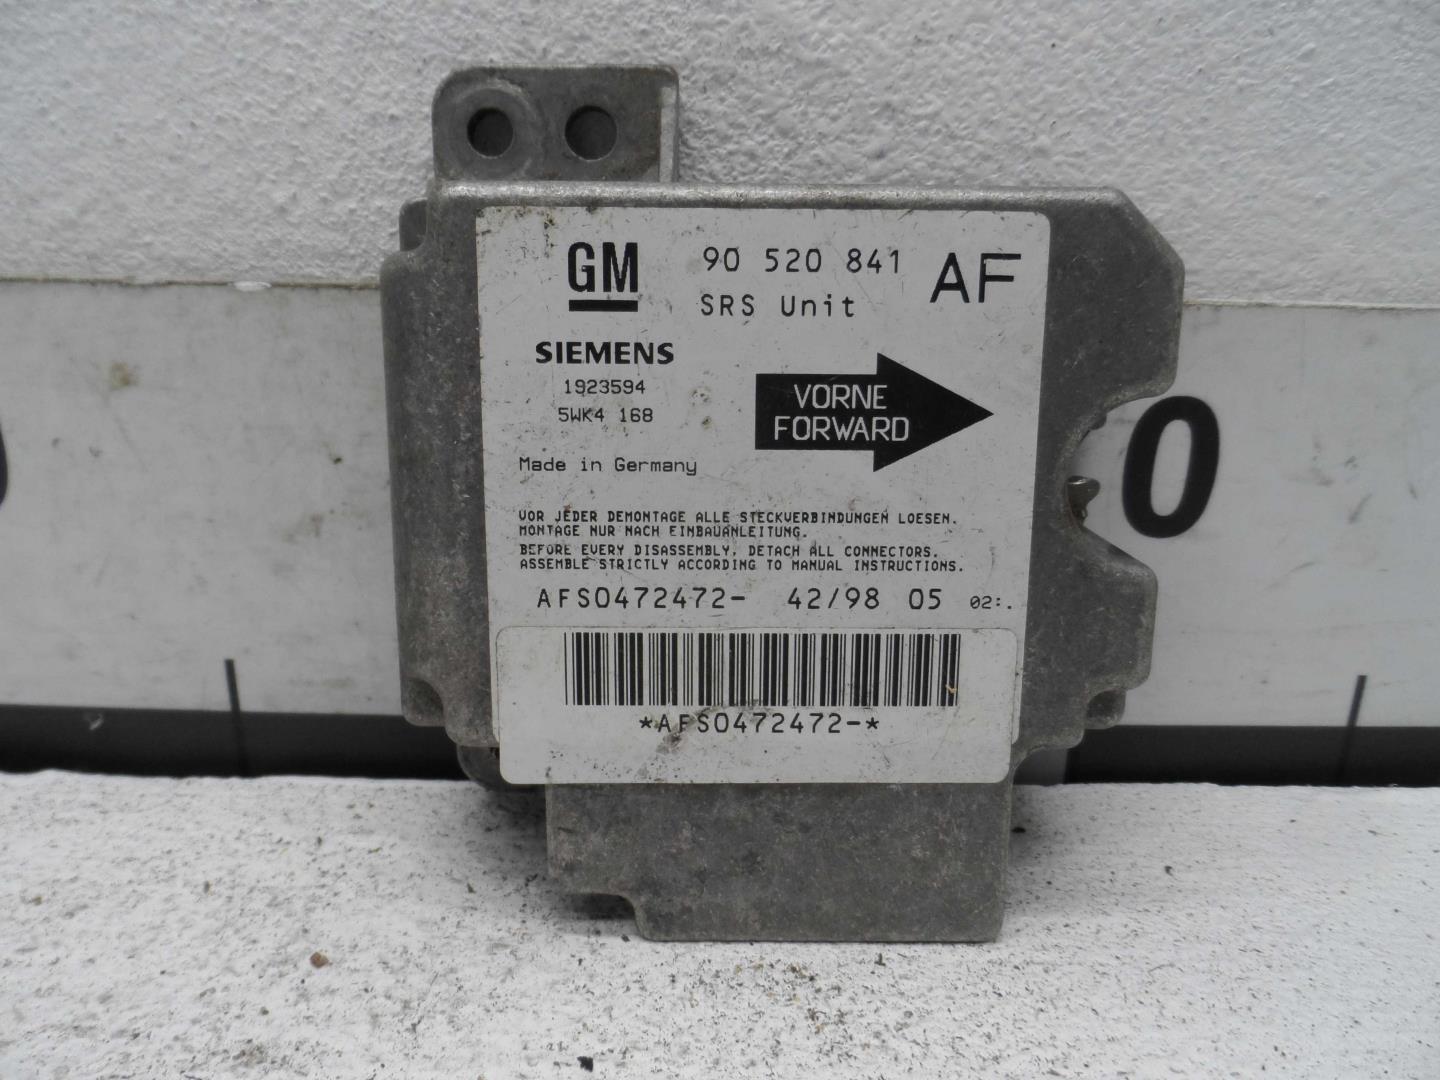 GM
90 520 841
AF
SRS Unit
SIEMENS
1923594
5WK4 168
VORNE
FORWARD
Made in Germany
VOR JEDER DEMONTAGE ALLE STECKVERBINDUNGEN LOESEN.
MONTAGE NUR NACH EINBAUANLEITUNG.
BEFORE EVERY DISASSEMBLY, DETACH ALL CONNECTORS.
ASSEMBLE STRICTLY ACCORDING TO MANUAL INSTRUCTIONS.
AFS0472472- 42/98 05 02:.
*AFS0472472-*
0